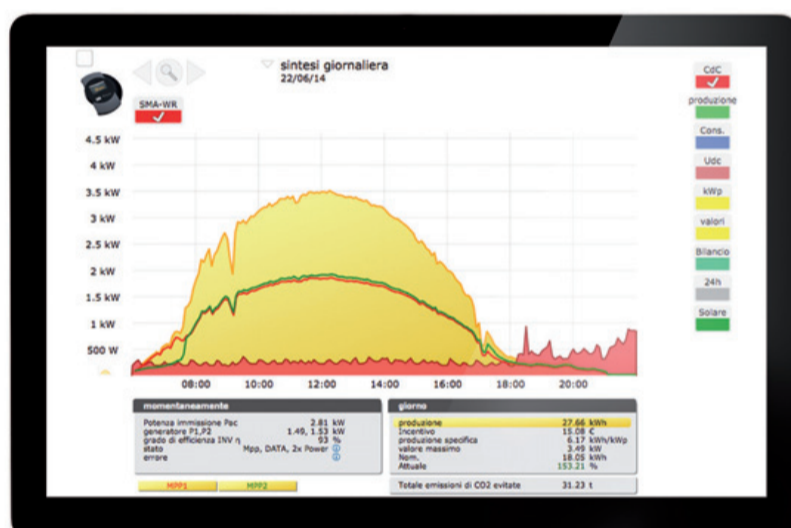 sintesi giornaliera
22/06/14
CdC
SMA-WR
produzione
Cons.
Udc
kWp
valori
Bilancio
24h
Solare
4.5 kW
4 kW
3.5 kW
3 kW
2.5 kW
2 kW
1.5 kW
1 kW
500 W
08:00 10:00 12:00 14:00 16:00 18:00 20:00
momentaneamente
Potenza immissione Pac 2.81 kW
generatore P1,P2 1.49, 1.53 kW
grado di efficienza INV η 93 %
stato Mpp, DATA, 2x Power
errore
MPP1 MPP2
giorno
produzione 27.66 kWh
Incentivo 15.08 €
produzione specifica 6.17 kWh/kWp
valore massimo 3.49 kW
Nom. 18.05 kWh
Attuale 153.21 %
Totale emissioni di CO2 evitate 31.23 t